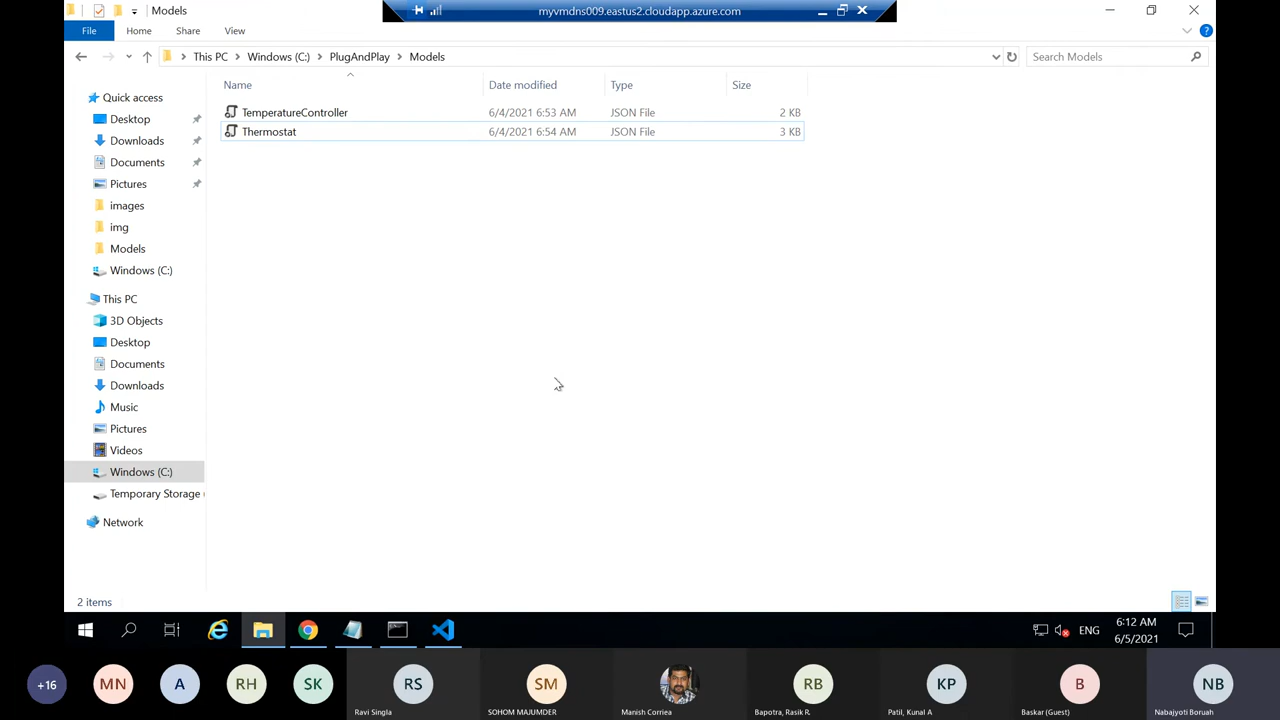 Models
myvmdns009.eastus2.cloudapp.azure.com
File Home Share View
This PC Windows (C:) PlugAndPlay Models
Search Models
Name Date modified Type Size
TemperatureController 6/4/2021 6:53 AM JSON File 2 KB
Thermostat 6/4/2021 6:54 AM JSON File 3 KB
Quick access
Desktop
Downloads
Documents
Pictures
images
img
Models
Windows (C:)
This PC
3D Objects
Desktop
Documents
Downloads
Music
Pictures
Videos
Windows (C:)
Temporary Storage (
Network
2 items
ENG
6:12 AM
6/5/2021
+16 MN A RH SK RS SM RB KP B NB
Ravi Singla SOHOM MAJUMDER Manish Corriea Bapotra, Rasik R. Patil, Kunal A Baskar (Guest) Nabajyoti Boruah